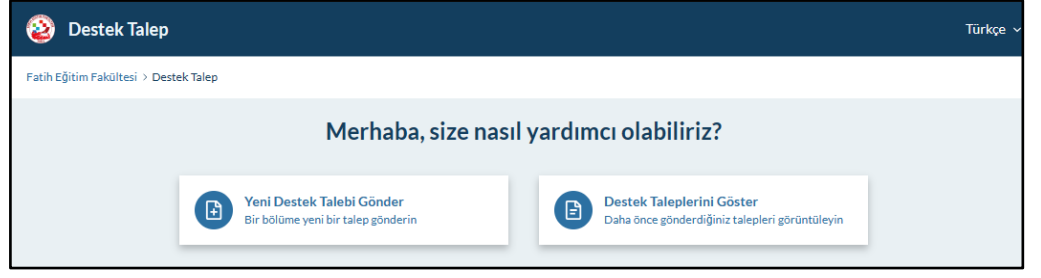 Destek Talep
Türkçe
Fatih Eğitim Fakültesi > Destek Talep
Merhaba, size nasıl yardımcı olabiliriz?
Yeni Destek Talebi Gönder
Bir bölüme yeni bir talep gönderin
Destek Taleplerini Göster
Daha önce gönderdiğiniz talepleri görüntüleyin